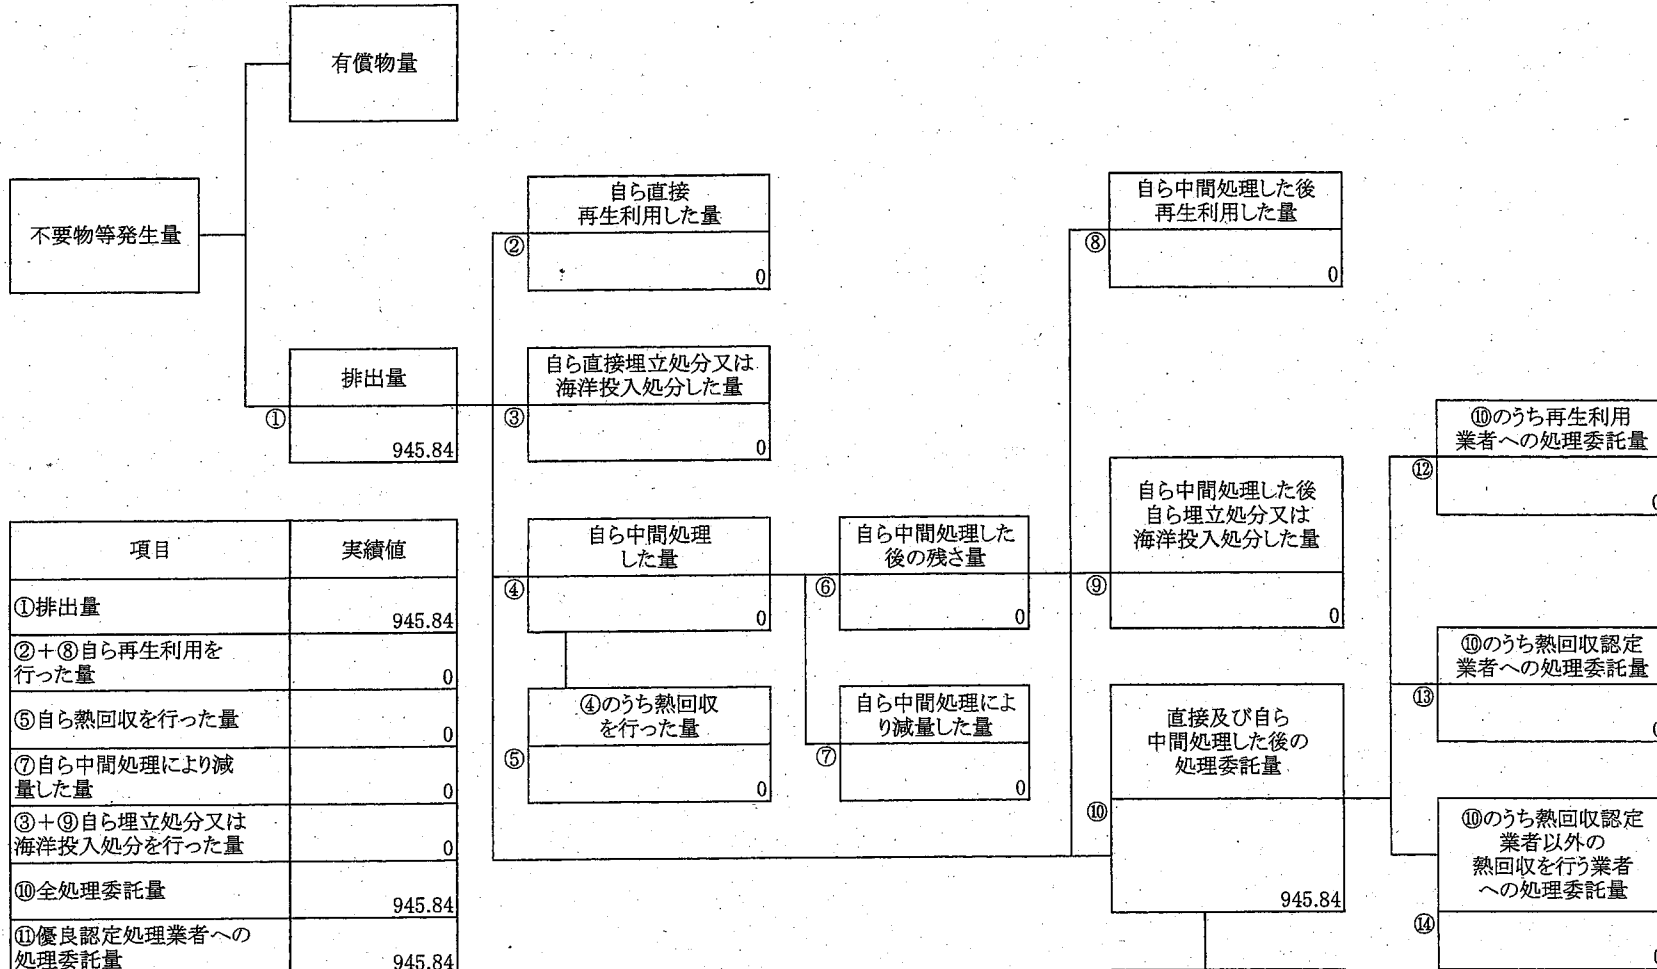 有償物量
不要物等発生量
自ら直接
再生利用した量
②
0
自ら中間処理した後
再生利用した量
⑧
0
排出量
①
945.84
自ら直接埋立処分又は
海洋投入処分した量
③
0
⑩のうち再生利用
業者への処理委託量
⑫
自ら中間処理
した量
④
0
自ら中間処理した
後の残さ量
⑥
0
自ら中間処理した後
自ら埋立処分又は
海洋投入処分した量
⑨
0
④のうち熱回収
を行った量
⑤
0
自ら中間処理によ
り減量した量
⑦
0
直接及び自ら
中間処理した後の
処理委託量
⑩
945.84
⑩のうち熱回収認定
業者への処理委託量
⑬
⑩のうち熱回収認定
業者以外の
熱回収を行う業者
への処理委託量
⑭
項目 実績値
①排出量 945.84
②+⑧自ら再生利用を
行った量 0
⑤自ら熱回収を行った量 0
⑦自ら中間処理により減
量した量 0
③+⑨自ら埋立処分又は
海洋投入処分を行った量 0
⑩全処理委託量 945.84
⑪優良認定処理業者への
処理委託量 945.84